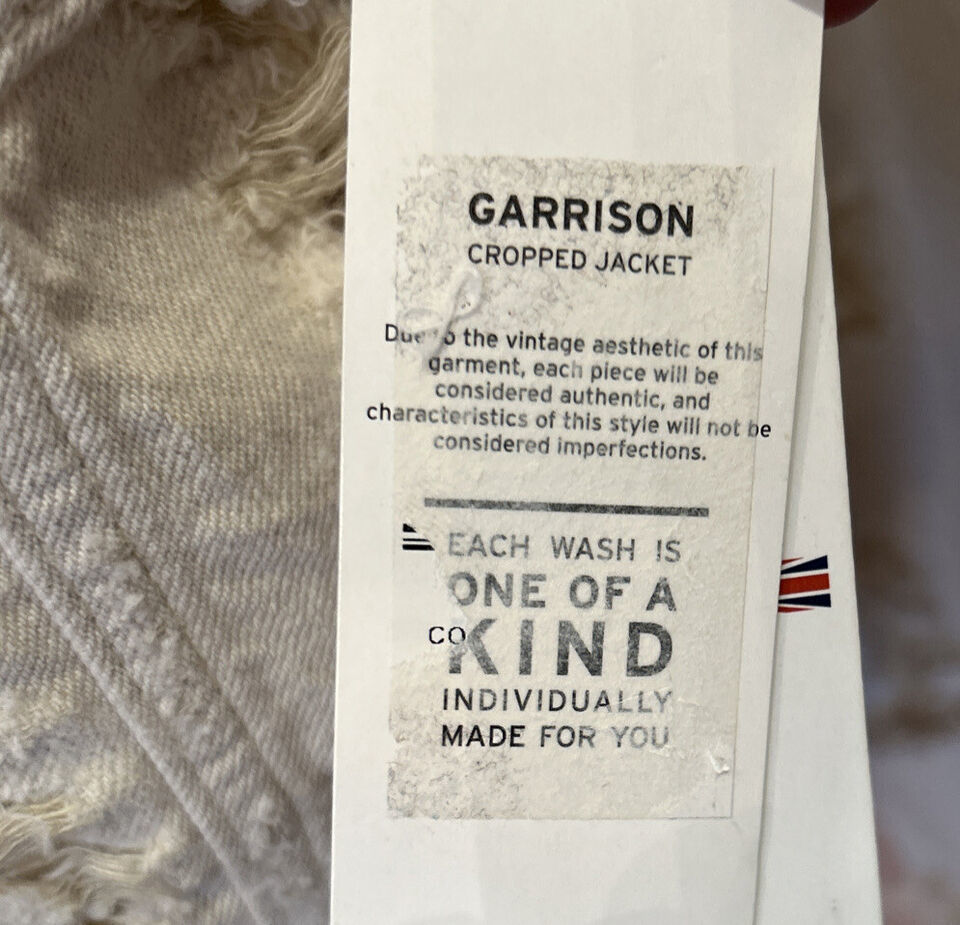 GARRISON
CROPPED JACKET
the vintage aesthetic of this
garment, each piece will be
considered authentic, and
characteristics of this style will not be
considered imperfections.
EACH WASH IS
ONE OF A
CO
KIND
INDIVIDUALLY
MADE FOR YOU